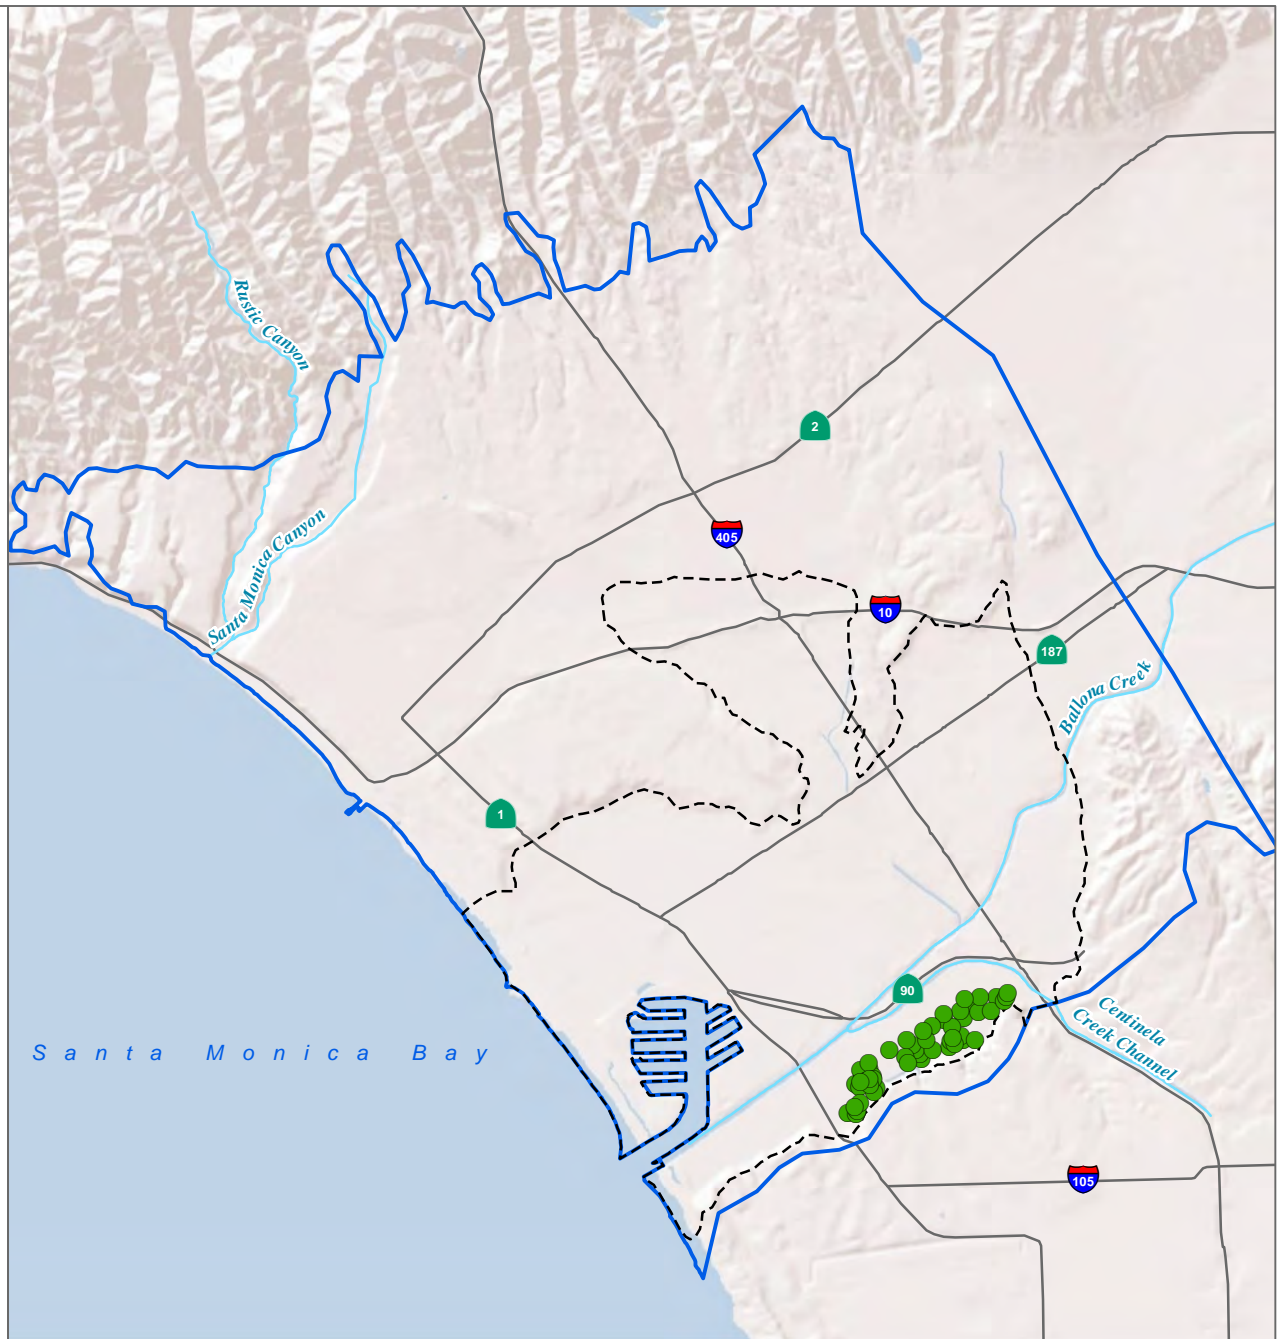 Rustic Canyon
2
Santa Monica Canyon
405
10
187
Ballona Creek
1
90
Centinela
Creek Channel
Santa Monica Bay
105